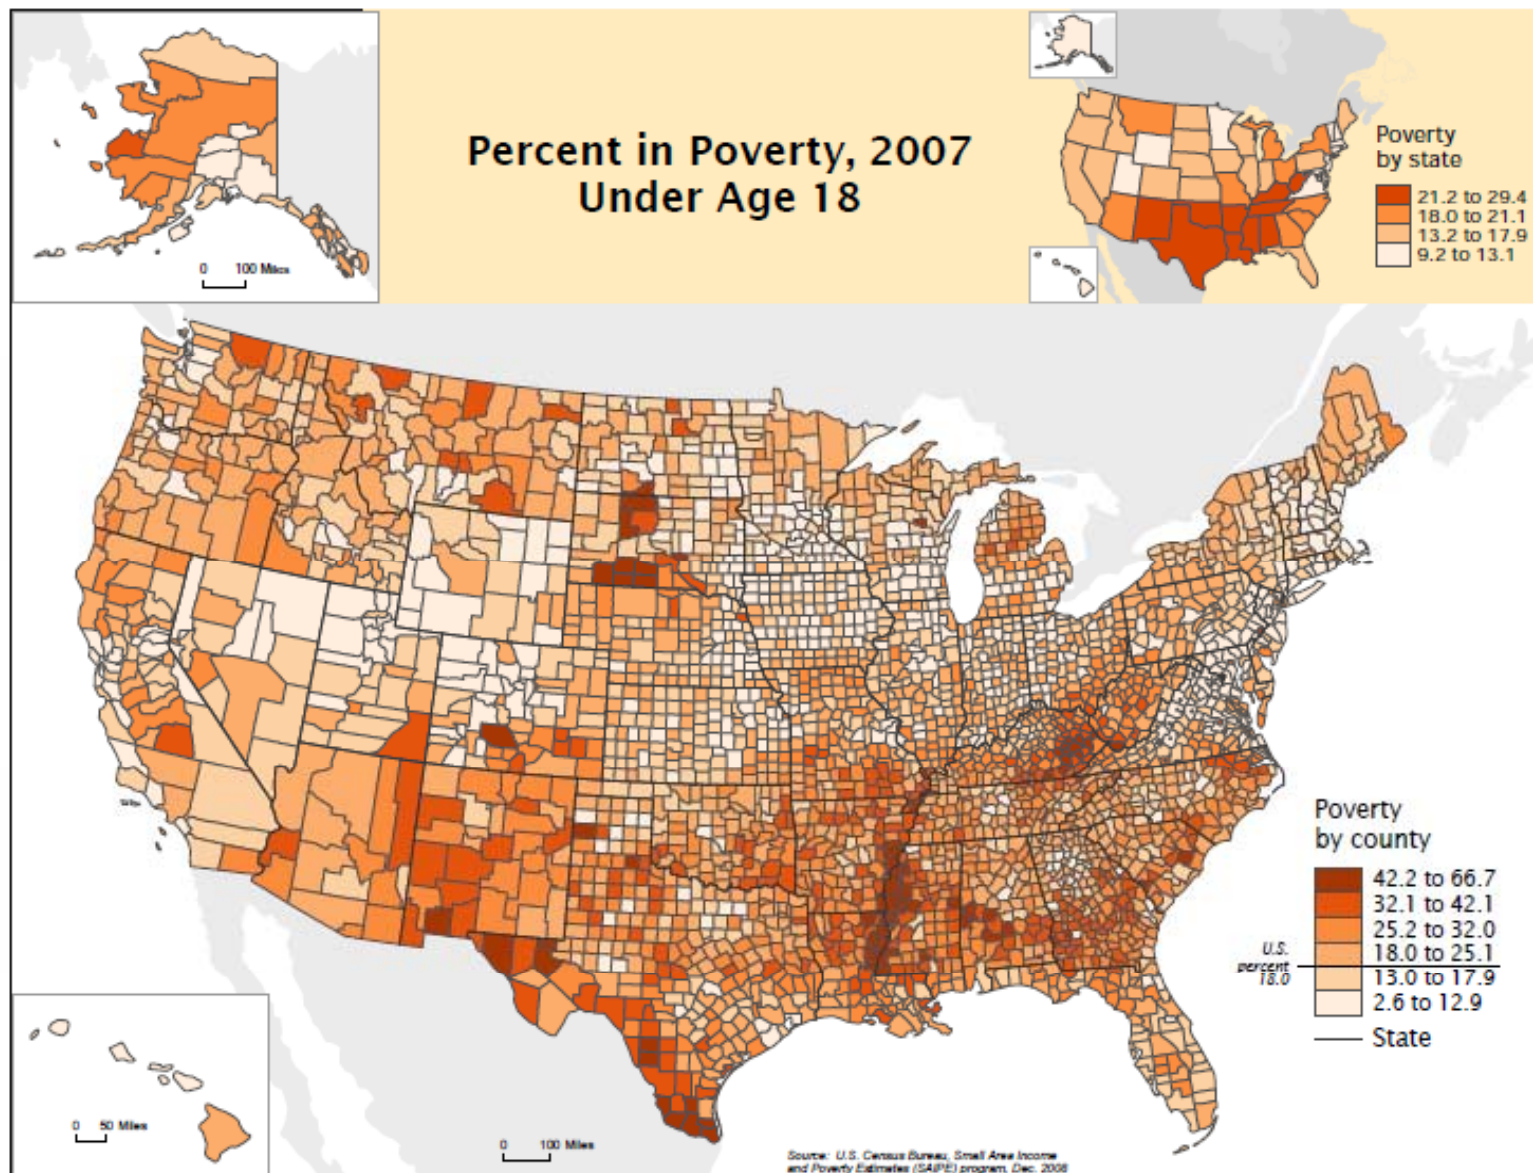 Percent in Poverty, 2007
Under Age 18
0 100 Miles
Poverty
by state
21.2 to 29.4
18.0 to 21.1
13.2 to 17.9
9.2 to 13.1
Poverty
by county
42.2 to 66.7
32.1 to 42.1
25.2 to 32.0
18.0 to 25.1
13.0 to 17.9
2.6 to 12.9
U.S.
percent
18.0
State
0 50 Miles
0 100 Miles
Source: U.S. Census Bureau, Small Area Income
and Poverty Estimates (SAIPE) program, Dec. 2008